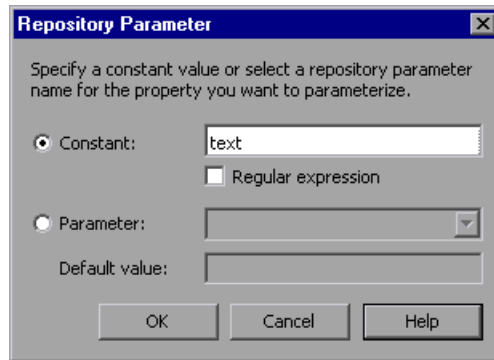 Repository Parameter
Specify a constant value or select a repository parameter
name for the property you want to parameterize.
Constant:
text
Regular expression
Parameter:
Default value:
OK
Cancel
Help